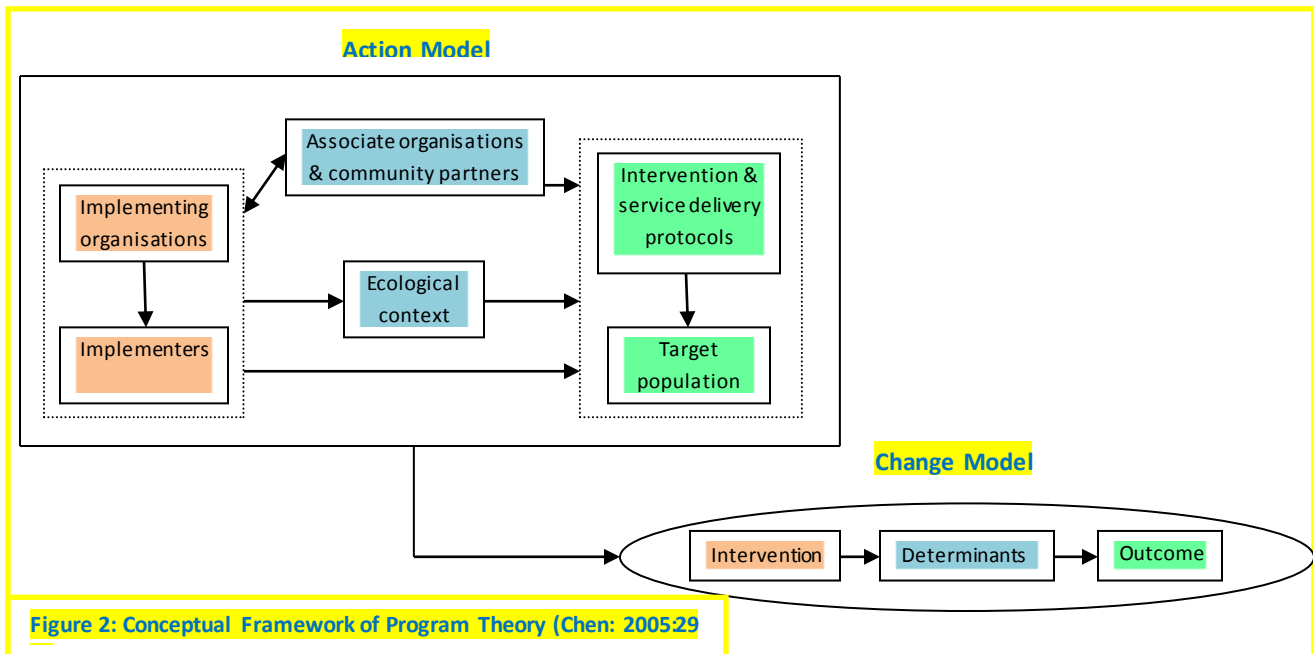 Action Model
Associate organisations
& community partners
Intervention &
service delivery
protocols
Implementing
organisations
Ecological
context
Implementers
Target
population
Change Model
Intervention
Determinants
Outcome
Figure 2: Conceptual Framework of Program Theory (Chen: 2005:29